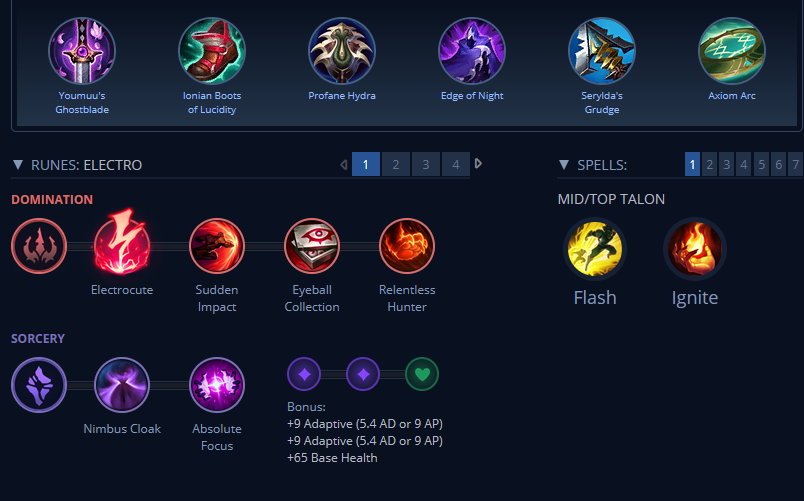 Youmuu's
Ghostblade
Ionian Boots
of Lucidity
Profane Hydra
Edge of Night
Serylda's
Grudge
Axiom Arc
RUNES: ELECTRO
1 2 3 4
SPELLS:
1 2 3 4 5 6 7
DOMINATION
Electrocute
Sudden
Impact
Eyeball
Collection
Relentless
Hunter
MID/TOP TALON
Flash
Ignite
SORCERY
Nimbus Cloak
Absolute
Focus
Bonus:
+9 Adaptive (5.4 AD or 9 AP)
+9 Adaptive (5.4 AD or 9 AP)
+65 Base Health